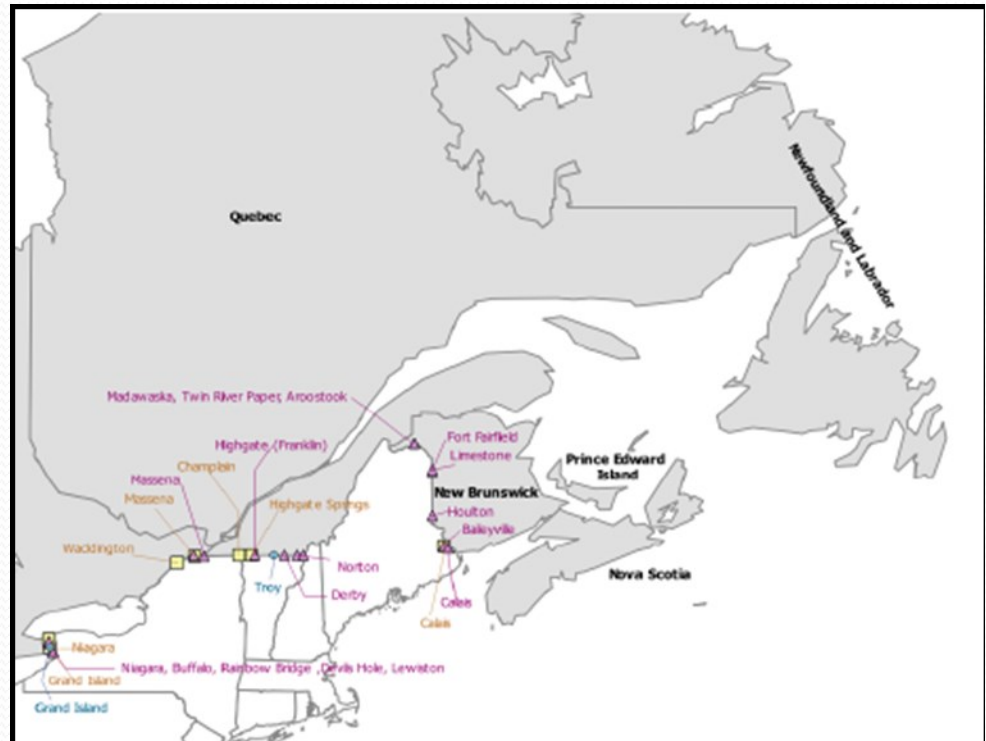 Newfoundland and Labrador
Quebec
Madawaska, Twin River Paper, Aroostook
Fort Fairfield
Highgate (Franklin)
Limestone
Prince Edward
Island
Champlain
Massena
New Brunswick
Massena
Highgate Springs
Houlton
Baileyville
Waddington
Norton
Nova Scotia
Troy
Derby
Calais
Calais
Niagara
Niagara, Buffalo, Rainbow Bridge ,Devils Hole, Lewiston
Grand Island
Grand Island